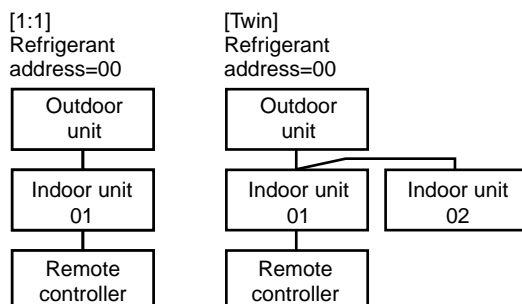 [1:1]
Refrigerant
address=00
Outdoor
unit
Indoor unit
01
Remote
controller
[Twin]
Refrigerant
address=00
Outdoor
unit
Indoor unit
01
Indoor unit
02
Remote
controller